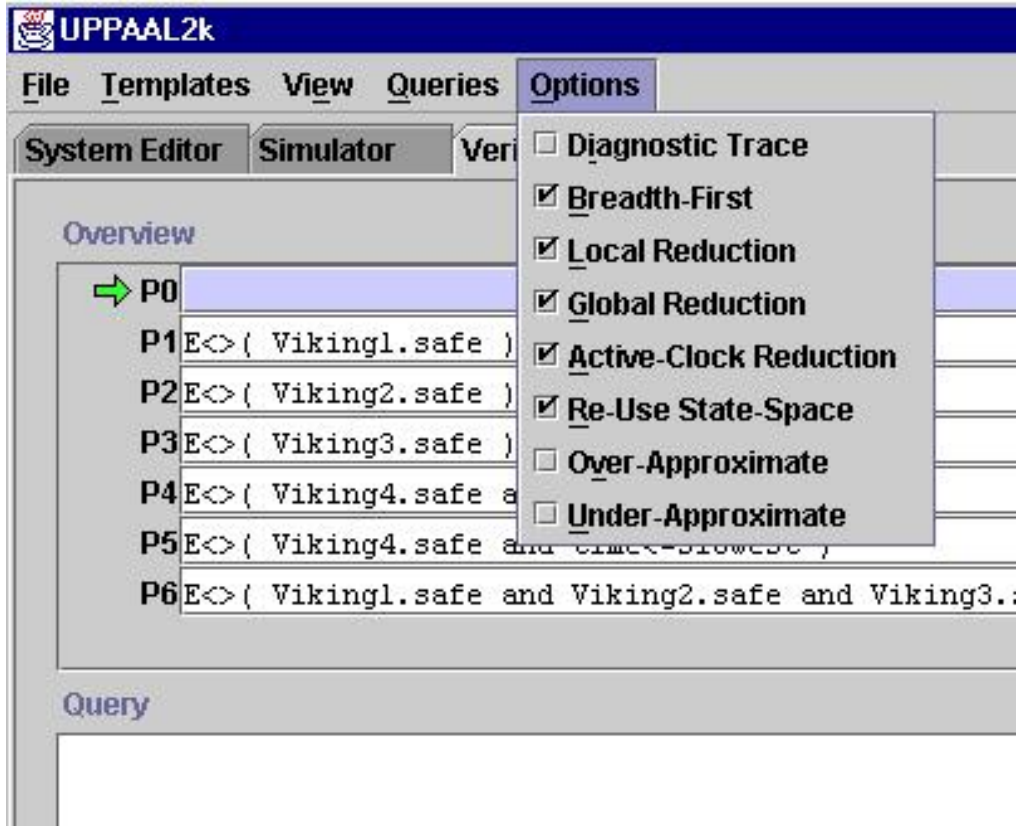 UPPAAL2k
File Templates View Queries Options
System Editor Simulator Veri
Diagnostic Trace
Breadth-First
Local Reduction
Global Reduction
Active-Clock Reduction
Re-Use State-Space
Over-Approximate
Under-Approximate
Overview
P0
P1 E<>( Viking1.safe )
P2 E<>( Viking2.safe )
P3 E<>( Viking3.safe )
P4 E<>( Viking4.safe a
P5 E<>( Viking4.safe and time<=slowest )
P6 E<>( Viking1.safe and Viking2.safe and Viking3.
Query